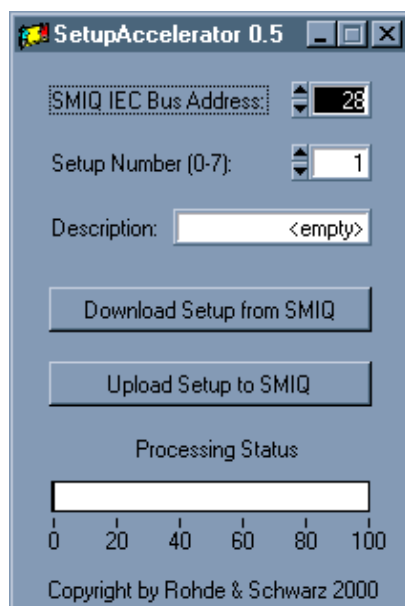 SetupAccelerator 0.5
SMIQ IEC Bus Address: 28
Setup Number (0-7): 1
Description: <empty>
Download Setup from SMIQ
Upload Setup to SMIQ
Processing Status
0 20 40 60 80 100
Copyright by Rohde & Schwarz 2000